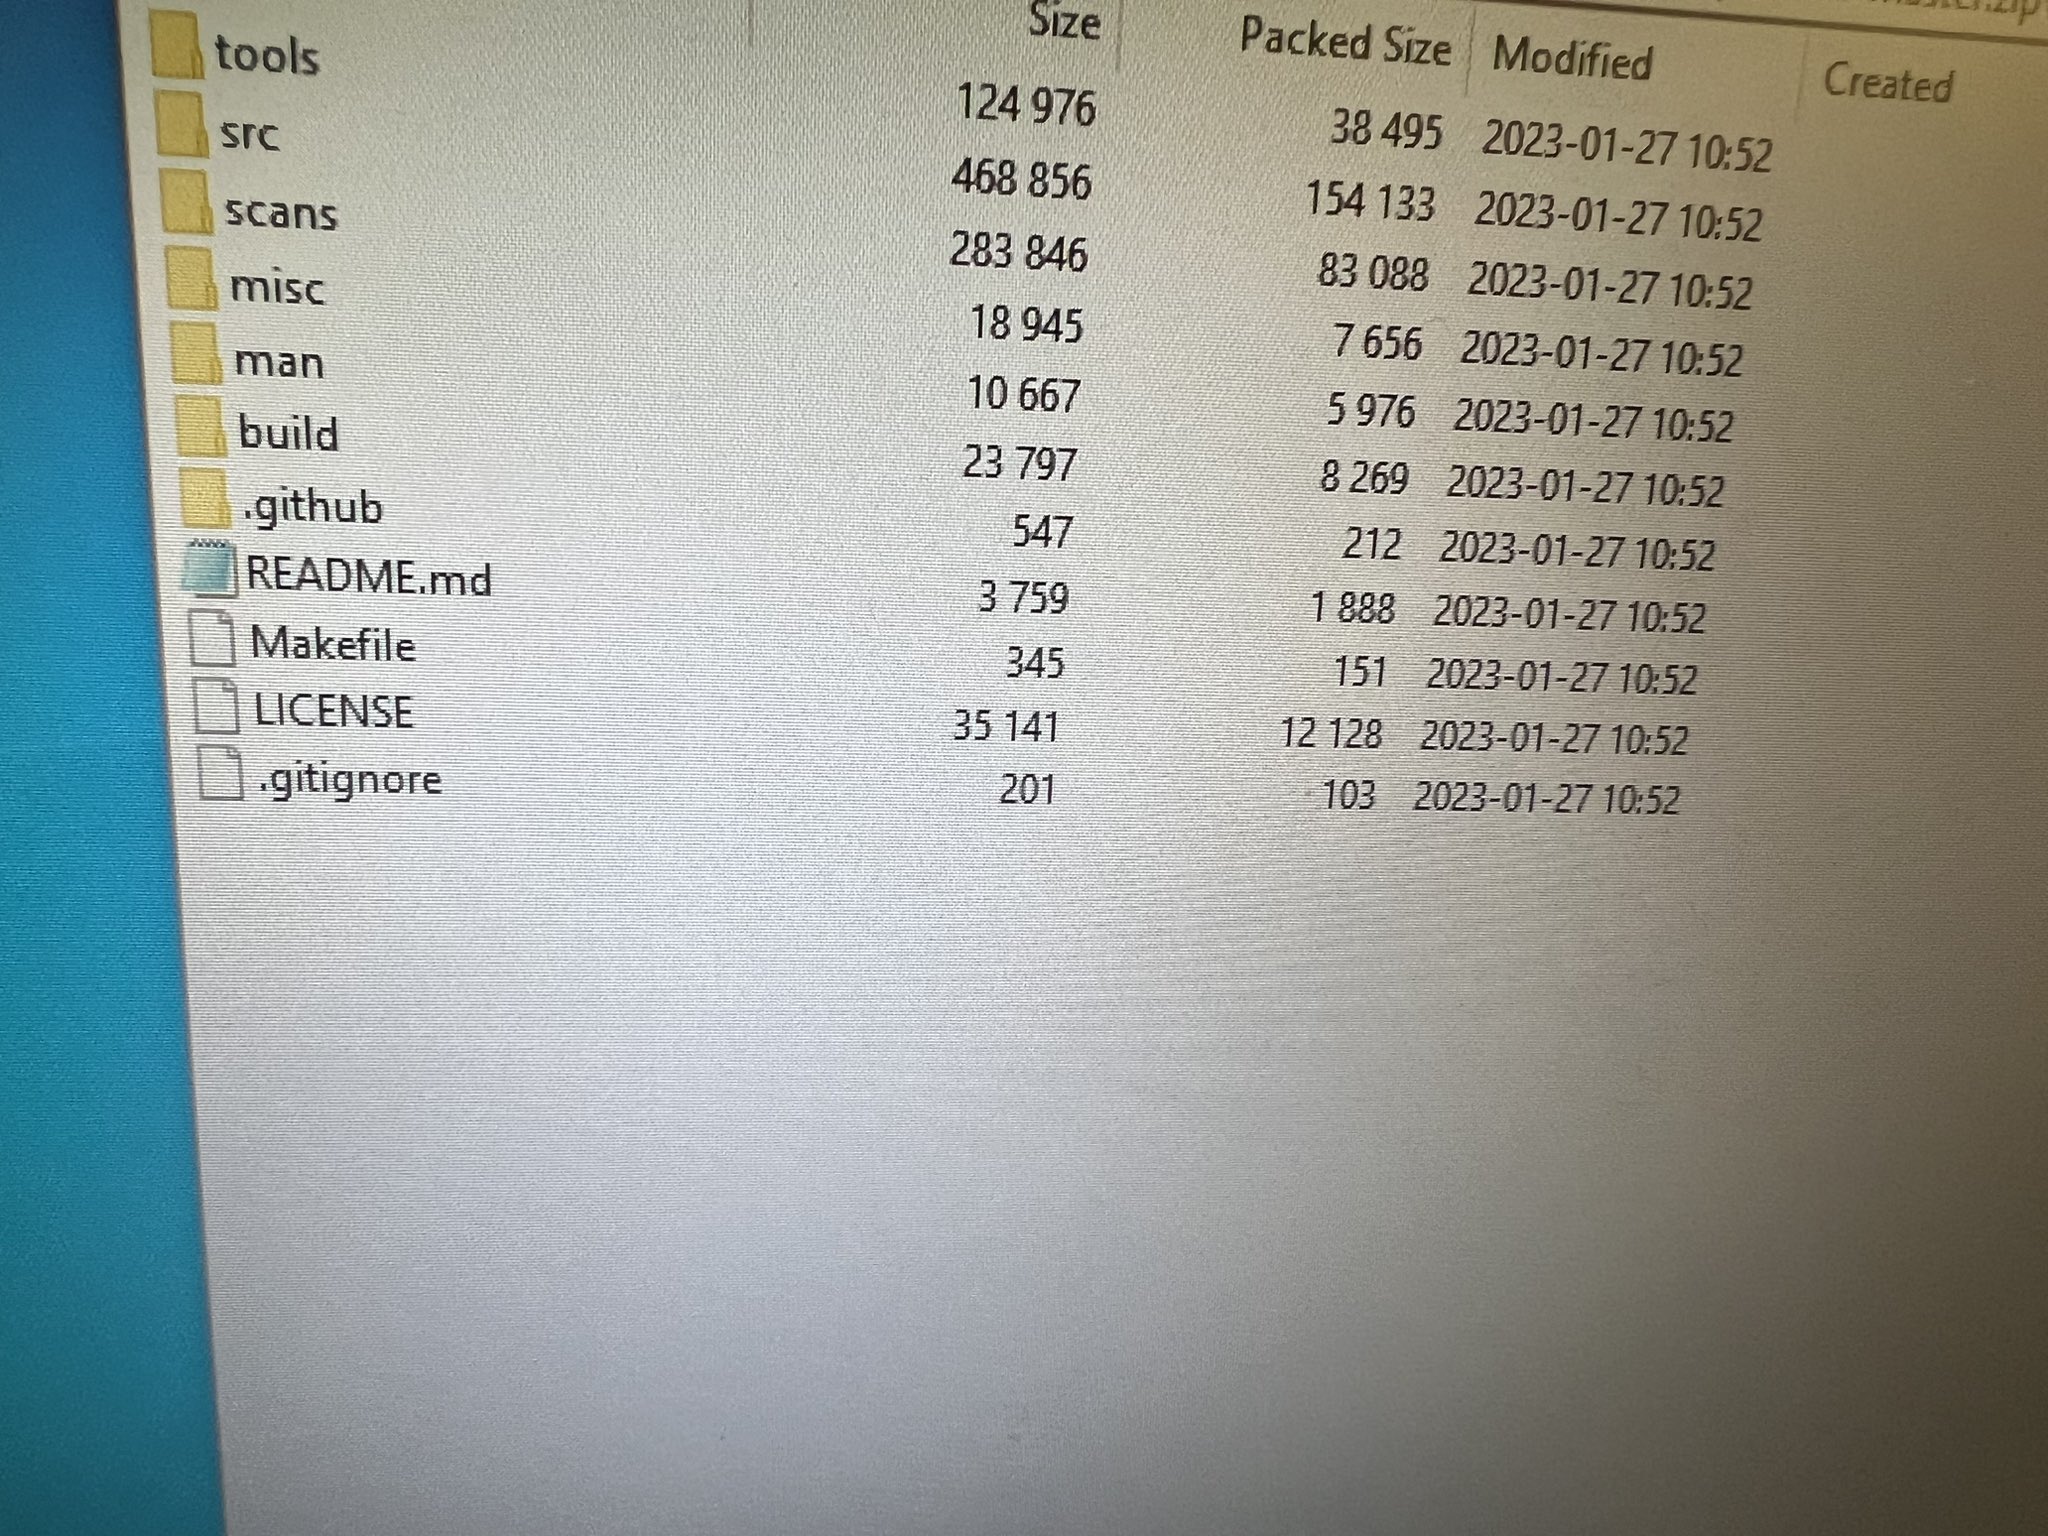 Size Packed Size Modified Created
tools 124 976 38 495 2023-01-27 10:52
src 468 856 154 133 2023-01-27 10:52
scans 283 846 83 088 2023-01-27 10:52
misc 18 945 7 656 2023-01-27 10:52
man 10 667 5 976 2023-01-27 10:52
build 23 797 8 269 2023-01-27 10:52
.github 547 212 2023-01-27 10:52
README.md 3 759 1 888 2023-01-27 10:52
Makefile 345 151 2023-01-27 10:52
LICENSE 35 141 12 128 2023-01-27 10:52
.gitignore 201 103 2023-01-27 10:52